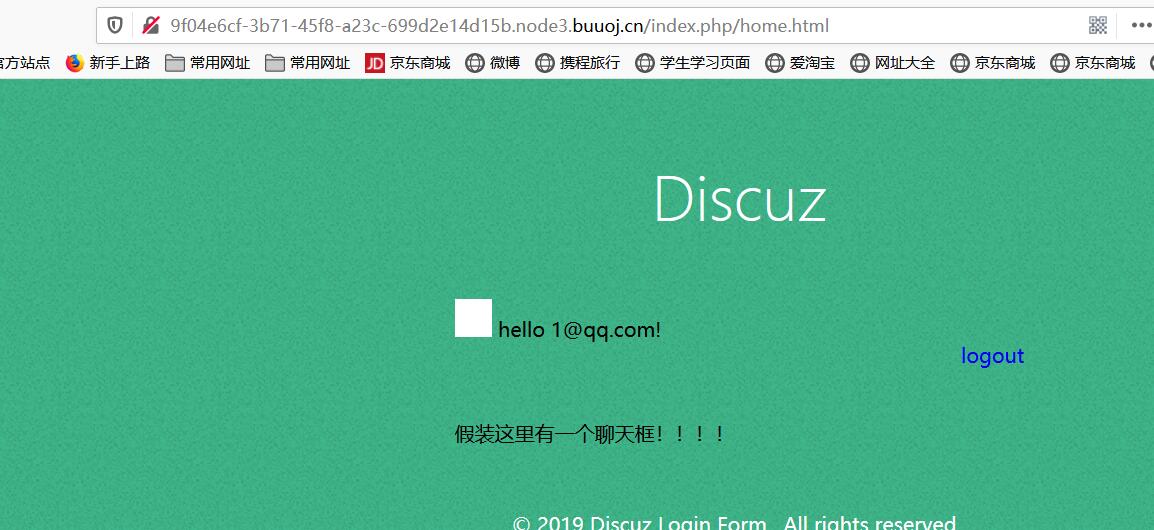 9f04e6cf-3b71-45f8-a23c-699d2e14d15b.node3.buuoj.cn/index.php/home.html
官方站点 新手上路 常用网址 常用网址 JD 京东商城 微博 携程旅行 学生学习页面 爱淘宝 网址大全 京东商城 京东商城
Discuz
hello 1@qq.com!
logout
假装这里有一个聊天框！！！！
© 2019 Discuz Login Form . All rights reserved